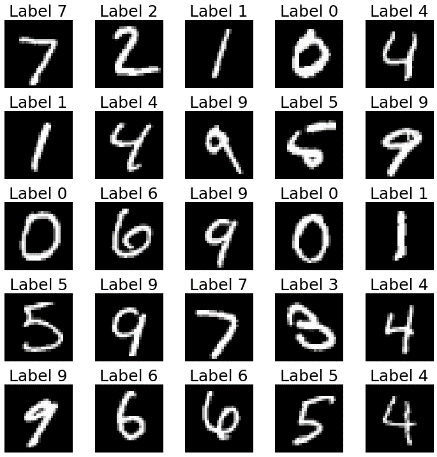 Label 7 Label 2 Label 1 Label 0 Label 4
7 2 1 0 4
Label 1 Label 4 Label 9 Label 5 Label 9
1 4 9 5 9
Label 0 Label 6 Label 9 Label 0 Label 1
0 6 9 0 1
Label 5 Label 9 Label 7 Label 3 Label 4
5 9 7 3 4
Label 9 Label 6 Label 6 Label 5 Label 4
9 6 6 5 4